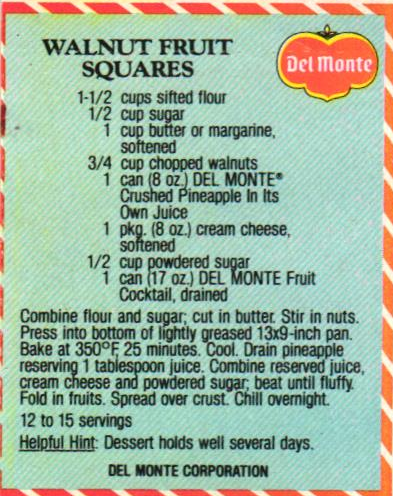 WALNUT FRUIT
SQUARES
Del Monte
1-1/2 cups sifted flour
1/2 cup sugar
1 cup butter or margarine,
softened
3/4 cup chopped walnuts
1 can (8 oz.) DEL MONTE®
Crushed Pineapple In Its
Own Juice
1 pkg. (8 oz.) cream cheese,
softened
1/2 cup powdered sugar
1 can (17 oz.) DEL MONTE Fruit
Cocktail, drained
Combine flour and sugar; cut in butter. Stir in nuts.
Press into bottom of lightly greased 13x9-inch pan.
Bake at 350°F, 25 minutes. Cool. Drain pineapple
reserving 1 tablespoon juice. Combine reserved juice,
cream cheese and powdered sugar; beat until fluffy.
Fold in fruits. Spread over crust. Chill overnight.
12 to 15 servings
Helpful Hint: Dessert holds well several days.
DEL MONTE CORPORATION